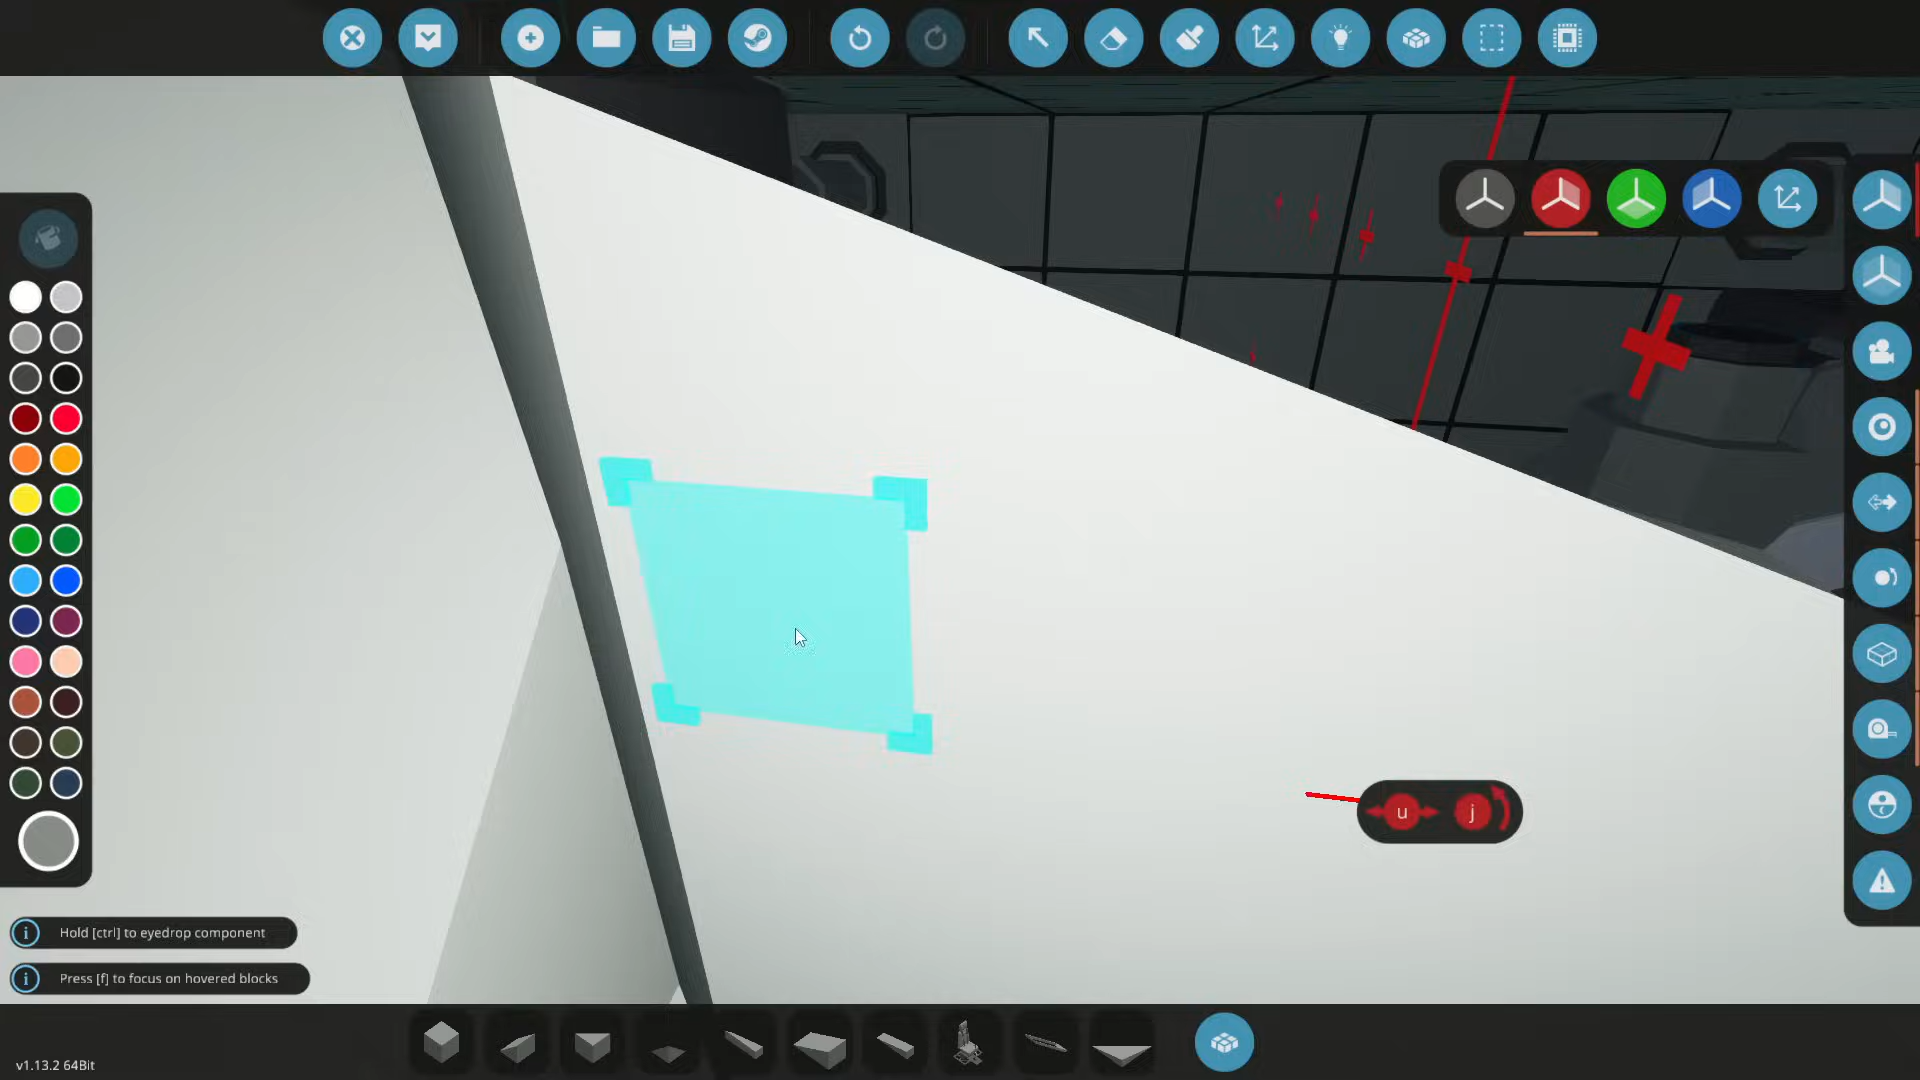 u j
Hold [ctrl] to eyedrop component
Press [f] to focus on hovered blocks
v1.13.2 64Bit